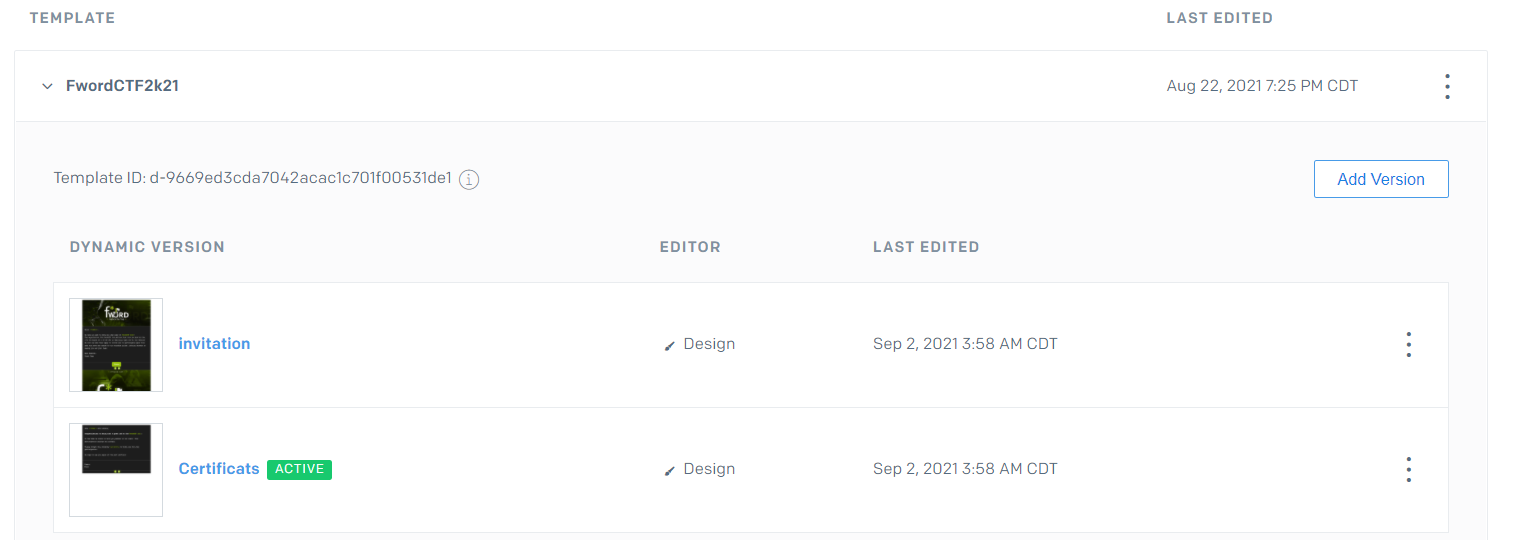 TEMPLATE LAST EDITED
FwordCTF2k21 Aug 22, 2021 7:25 PM CDT
Template ID: d-9669ed3cda7042acac1c701f00531de1
Add Version
DYNAMIC VERSION EDITOR LAST EDITED
fword
invitation Design Sep 2, 2021 3:58 AM CDT
Certificats ACTIVE Design Sep 2, 2021 3:58 AM CDT